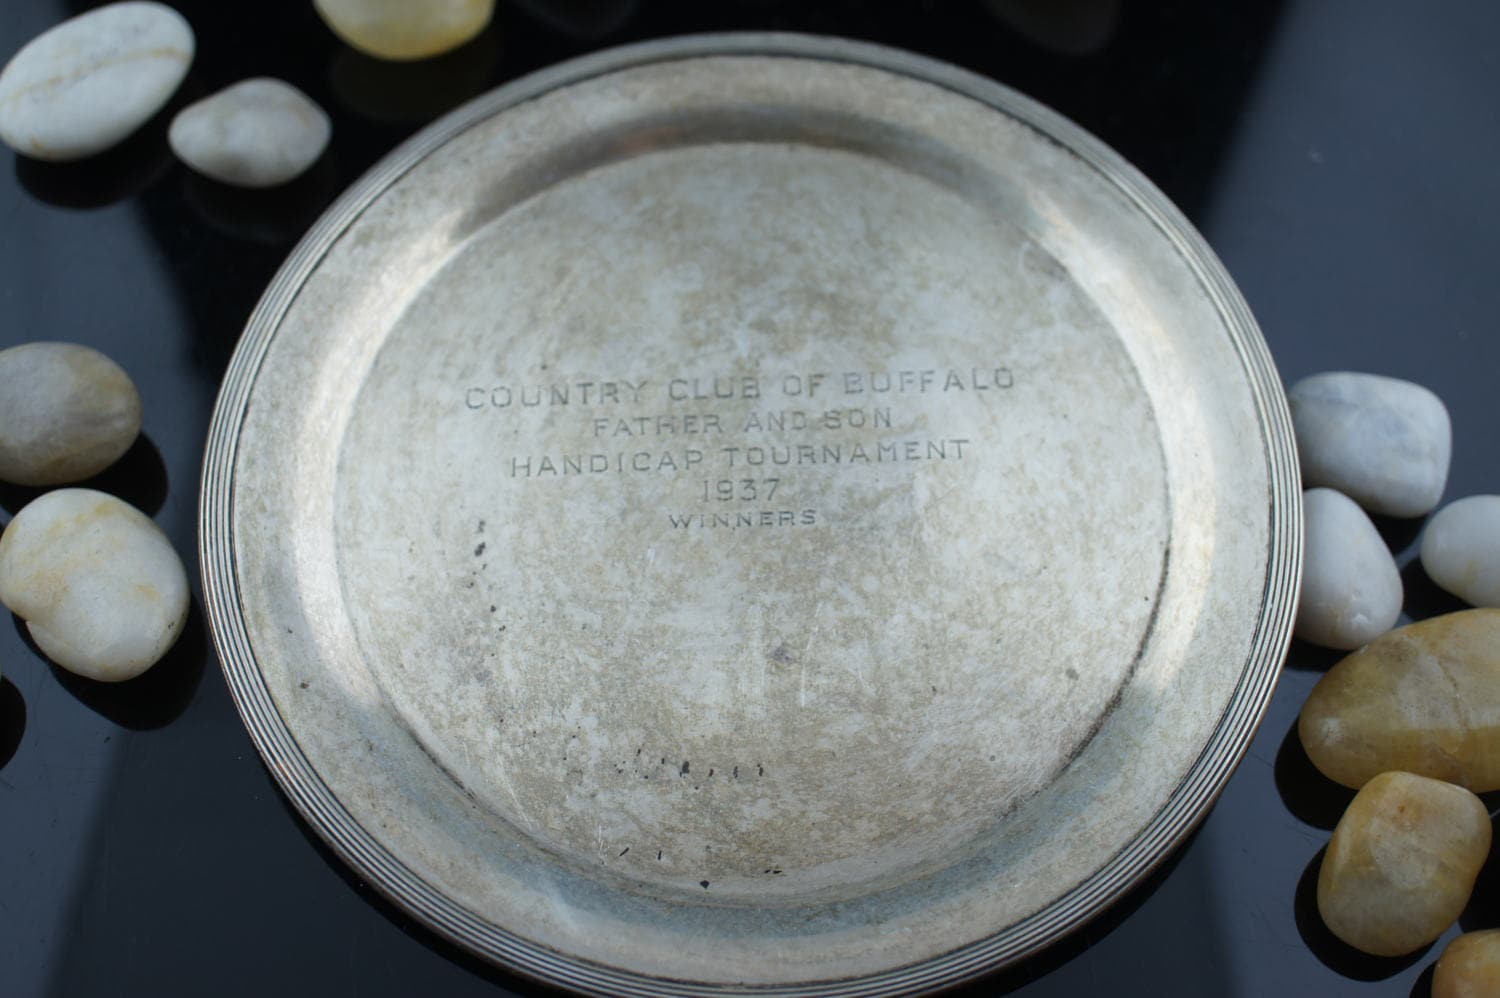 COUNTRY CLUB OF BUFFALO
FATHER AND SON
HANDICAP TOURNAMENT
1937
WINNERS